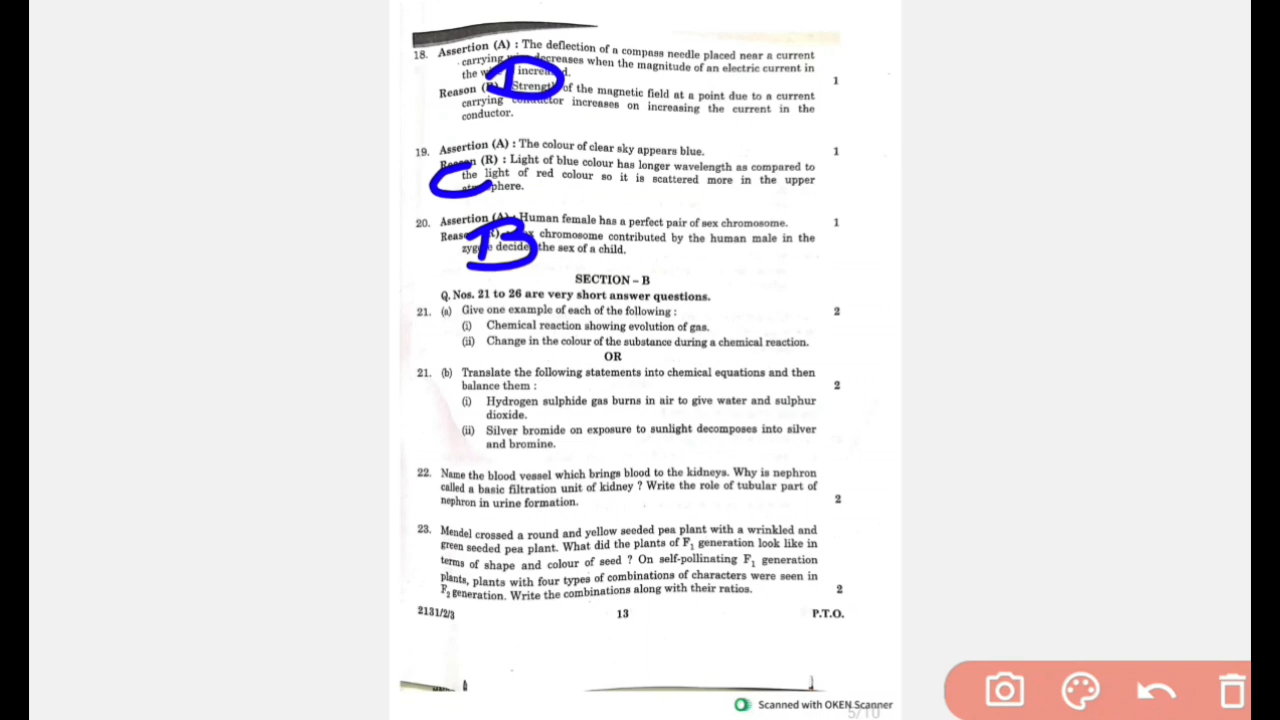 18. Assertion (A) : The deflection of a compass needle placed near a current
carrying decreases when the magnitude of an electric current in
the increased.
1
Reason Strength of the magnetic field at a point due to a current
carrying conductor increases on increasing the current in the
conductor.
D
19. Assertion (A) : The colour of clear sky appears blue.
1
Reason (R) : Light of blue colour has longer wavelength as compared to
the light of red colour so it is scattered more in the upper
atmosphere.
C
20. Assertion (A) : Human female has a perfect pair of sex chromosome.
1
Reason chromosome contributed by the human male in the
zygote decides the sex of a child.
B
SECTION – B
Q. Nos. 21 to 26 are very short answer questions.
21. (a) Give one example of each of the following :
2
(i) Chemical reaction showing evolution of gas.
(ii) Change in the colour of the substance during a chemical reaction.
OR
21. (b) Translate the following statements into chemical equations and then
balance them :
2
(i) Hydrogen sulphide gas burns in air to give water and sulphur
dioxide.
(ii) Silver bromide on exposure to sunlight decomposes into silver
and bromine.
22. Name the blood vessel which brings blood to the kidneys. Why is nephron
called a basic filtration unit of kidney ? Write the role of tubular part of
nephron in urine formation.
2
23. Mendel crossed a round and yellow seeded pea plant with a wrinkled and
green seeded pea plant. What did the plants of F₁ generation look like in
terms of shape and colour of seed ? On self-pollinating F₁ generation
plants, plants with four types of combinations of characters were seen in
F₂ generation. Write the combinations along with their ratios.
2
2131/2/3 13 P.T.O.
Scanned with OKEN Scanner
5/10